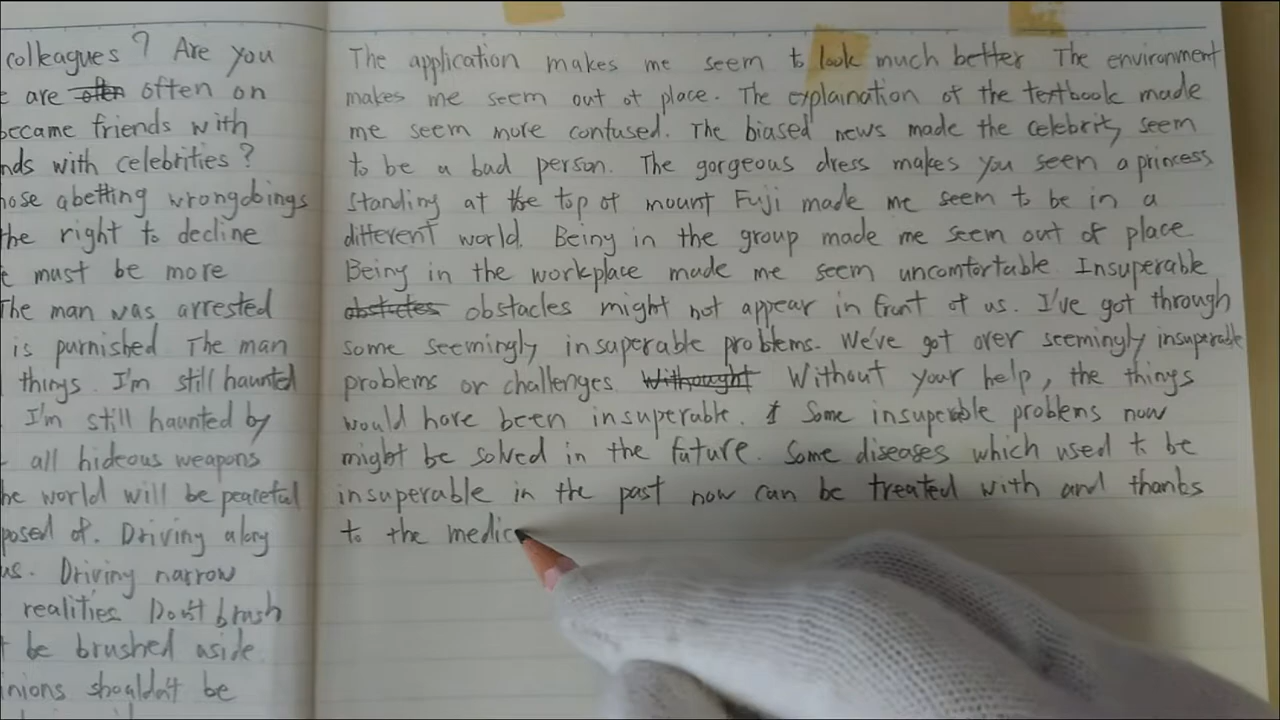 colleagues? Are you
are often often on
became friends with
nds with celebrities?
hose abetting wrongdoings
the right to decline
must be more
The man was arrested
is purnished The man
things. I'm still haunted
I'm still haunted by
all hideous weapons
he world will be peaceful
posed of. Driving along
us. Driving narrow
realities Don't brush
be brushed aside
inions shouldn't be
The application makes me seem to look much better The environment
makes me seem out of place. The explaination of the textbook made
me seem more confused. The biased news made the celebrity seem
to be a bad person. The gorgeous dress makes you seem a princess
Standing at the top of mount Fuji made me seem to be in a
different world. Being in the group made me seem out of place
Being in the workplace made me seem uncomfortable Insuperable
obstcles obstacles might not appear in front of us. I've got through
some seemingly insuperable problems. We've got over seemingly insuperable
problems or challenges Withought Without your help, the things
would have been insuperable. Some insuperable problems now
might be solved in the future. Some diseases which used to be
insuperable in the past now can be treated with and thanks
to the medic